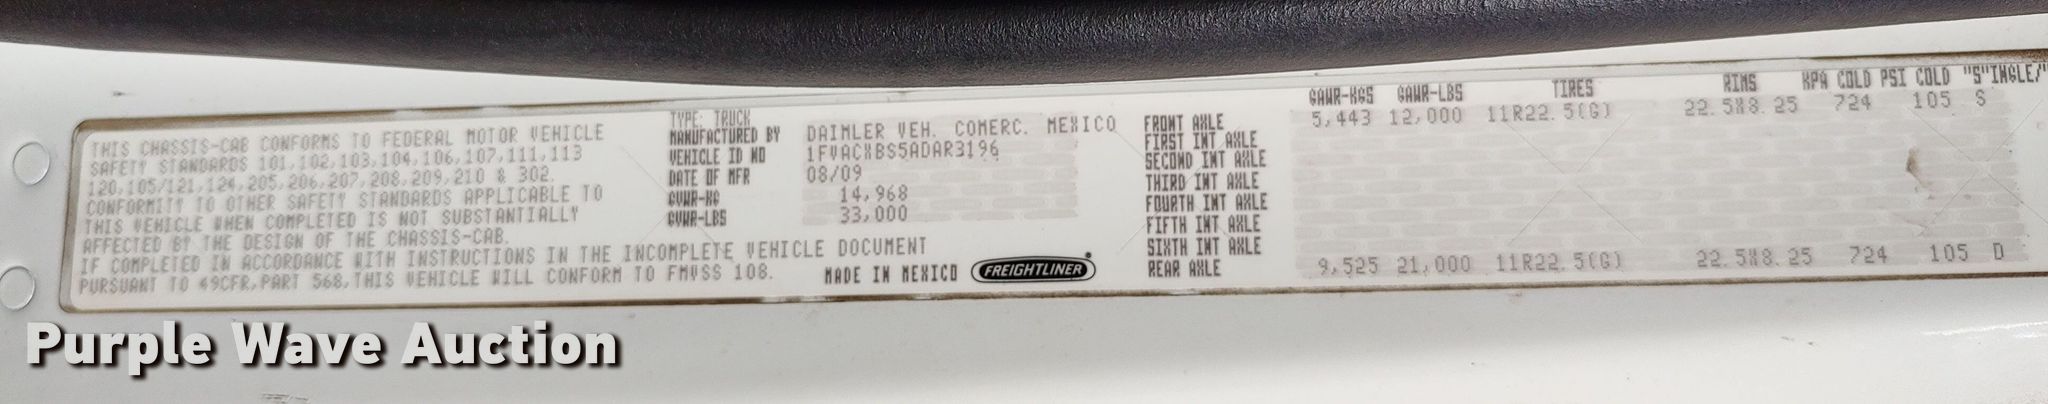 THIS CHASSIS-CAB CONFORMS TO FEDERAL MOTOR VEHICLE
SAFETY STANDARDS 101,102,103,104,106,107,111,113
120,105/121,124,205,206,207,208,209,210 & 302.
CONFORMITY TO OTHER SAFETY STANDARDS APPLICABLE TO
THIS VEHICLE WHEN COMPLETED IS NOT SUBSTANTIALLY
AFFECTED BY THE DESIGN OF THE CHASSIS-CAB.
IF COMPLETED IN ACCORDANCE WITH INSTRUCTIONS IN THE INCOMPLETE VEHICLE DOCUMENT
PURSUANT TO 49CFR,PART 568,THIS VEHICLE WILL CONFORM TO FMVSS 108.
TYPE: TRUCK
MANUFACTURED BY DAIMLER VEH. COMERC. MEXICO
VEHICLE ID NO 1FVACXBS5ADAR3196
DATE OF MFR 08/09
GVWR-KG 14,968
GVWR-LBS 33,000
MADE IN MEXICO FREIGHTLINER
GAWR-KGS GAWR-LBS TIRES RIMS KPA COLD PSI COLD "S"INGLE/"
FRONT AXLE 5,443 12,000 11R22.5(G) 22.5X8.25 724 105 S
FIRST INT AXLE
SECOND INT AXLE
THIRD INT AXLE
FOURTH INT AXLE
FIFTH INT AXLE
SIXTH INT AXLE
REAR AXLE 9,525 21,000 11R22.5(G) 22.5X8.25 724 105 D
Purple Wave Auction